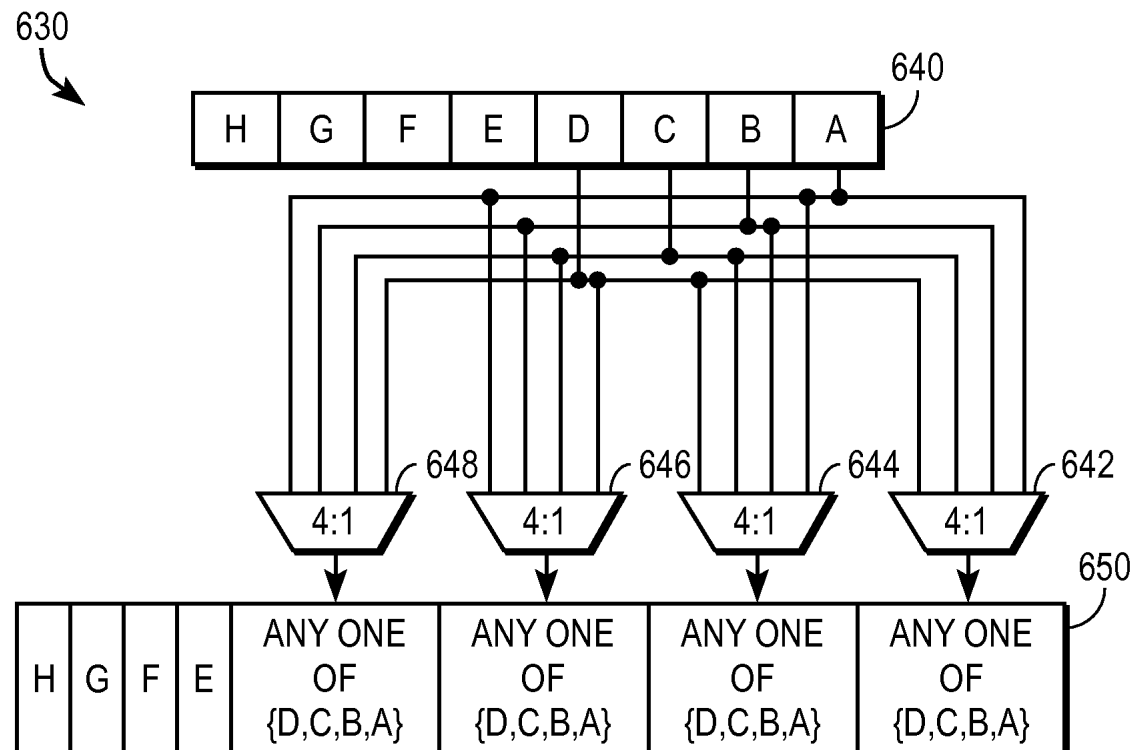 630
640
H G F E D C B A
648 646 644 642
4:1 4:1 4:1 4:1
650
H G F E
ANY ONE OF {D,C,B,A}
ANY ONE OF {D,C,B,A}
ANY ONE OF {D,C,B,A}
ANY ONE OF {D,C,B,A}